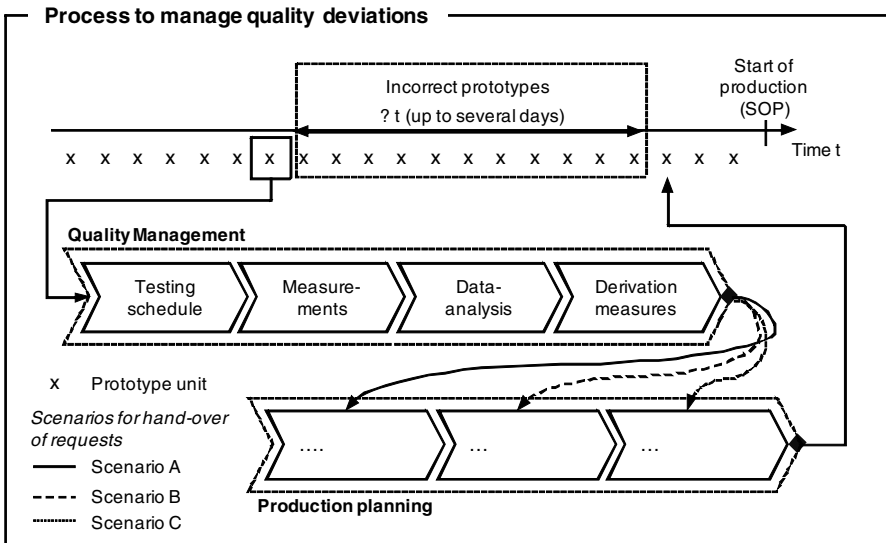 Process to manage quality deviations
Incorrect prototypes
? t (up to several days)
Start of
production
(SOP)
Time t
x x x x x x x x x x x x x x x x x x x x x
Quality Management
Testing
schedule
Measure-
ments
Data-
analysis
Derivation
measures
x Prototype unit
Scenarios for hand-over
of requests
Scenario A
Scenario B
Scenario C
....
...
...
Production planning